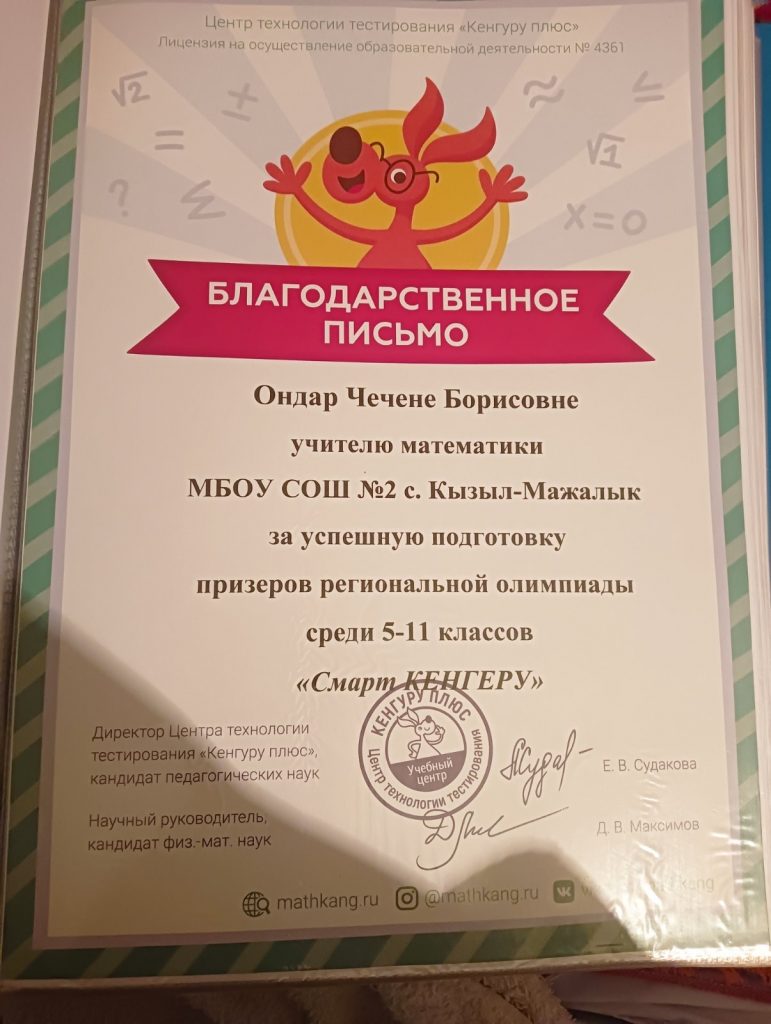 Центр технологии тестирования «Кенгуру плюс»
Лицензия на осуществление образовательной деятельности № 4361
√2 ± ≈ ≤
= √1
? Σ x=0
БЛАГОДАРСТВЕННОЕ
ПИСЬМО
Ондар Чечене Борисовне
учителю математики
МБОУ СОШ №2 с. Кызыл-Мажалык
за успешную подготовку
призеров региональной олимпиады
среди 5-11 классов
«Смарт КЕНГЕРУ»
Директор Центра технологии
тестирования «Кенгуру плюс»,
кандидат педагогических наук
КЕНГУРУ ПЛЮС
Учебный
центр
Центр технологии тестирования
Е. В. Судакова
Научный руководитель,
кандидат физ.-мат. наук
Д. В. Максимов
mathkang.ru @mathkang.ru